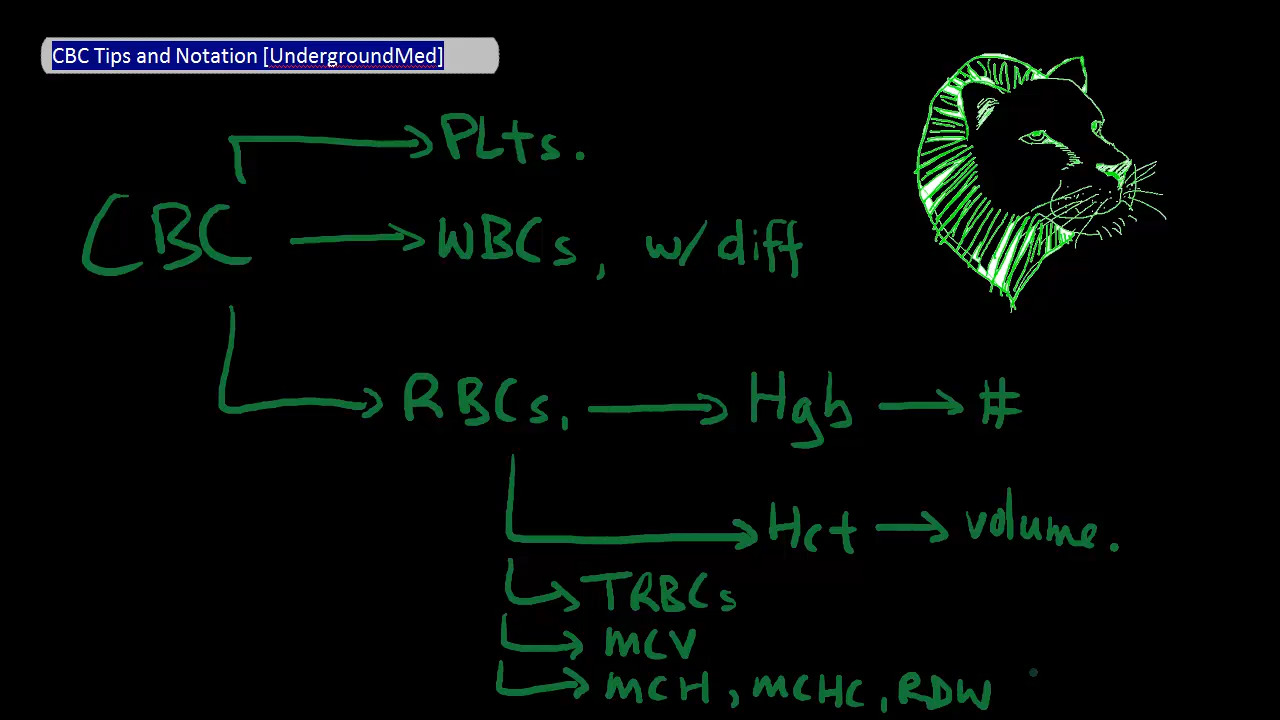 CBC Tips and Notation [UndergroundMed]
PLts.
CBC WBCs, w/diff
RBCs, Hgb #
Hct volume.
TRBCs
MCV
MCH, MCHC, RDW